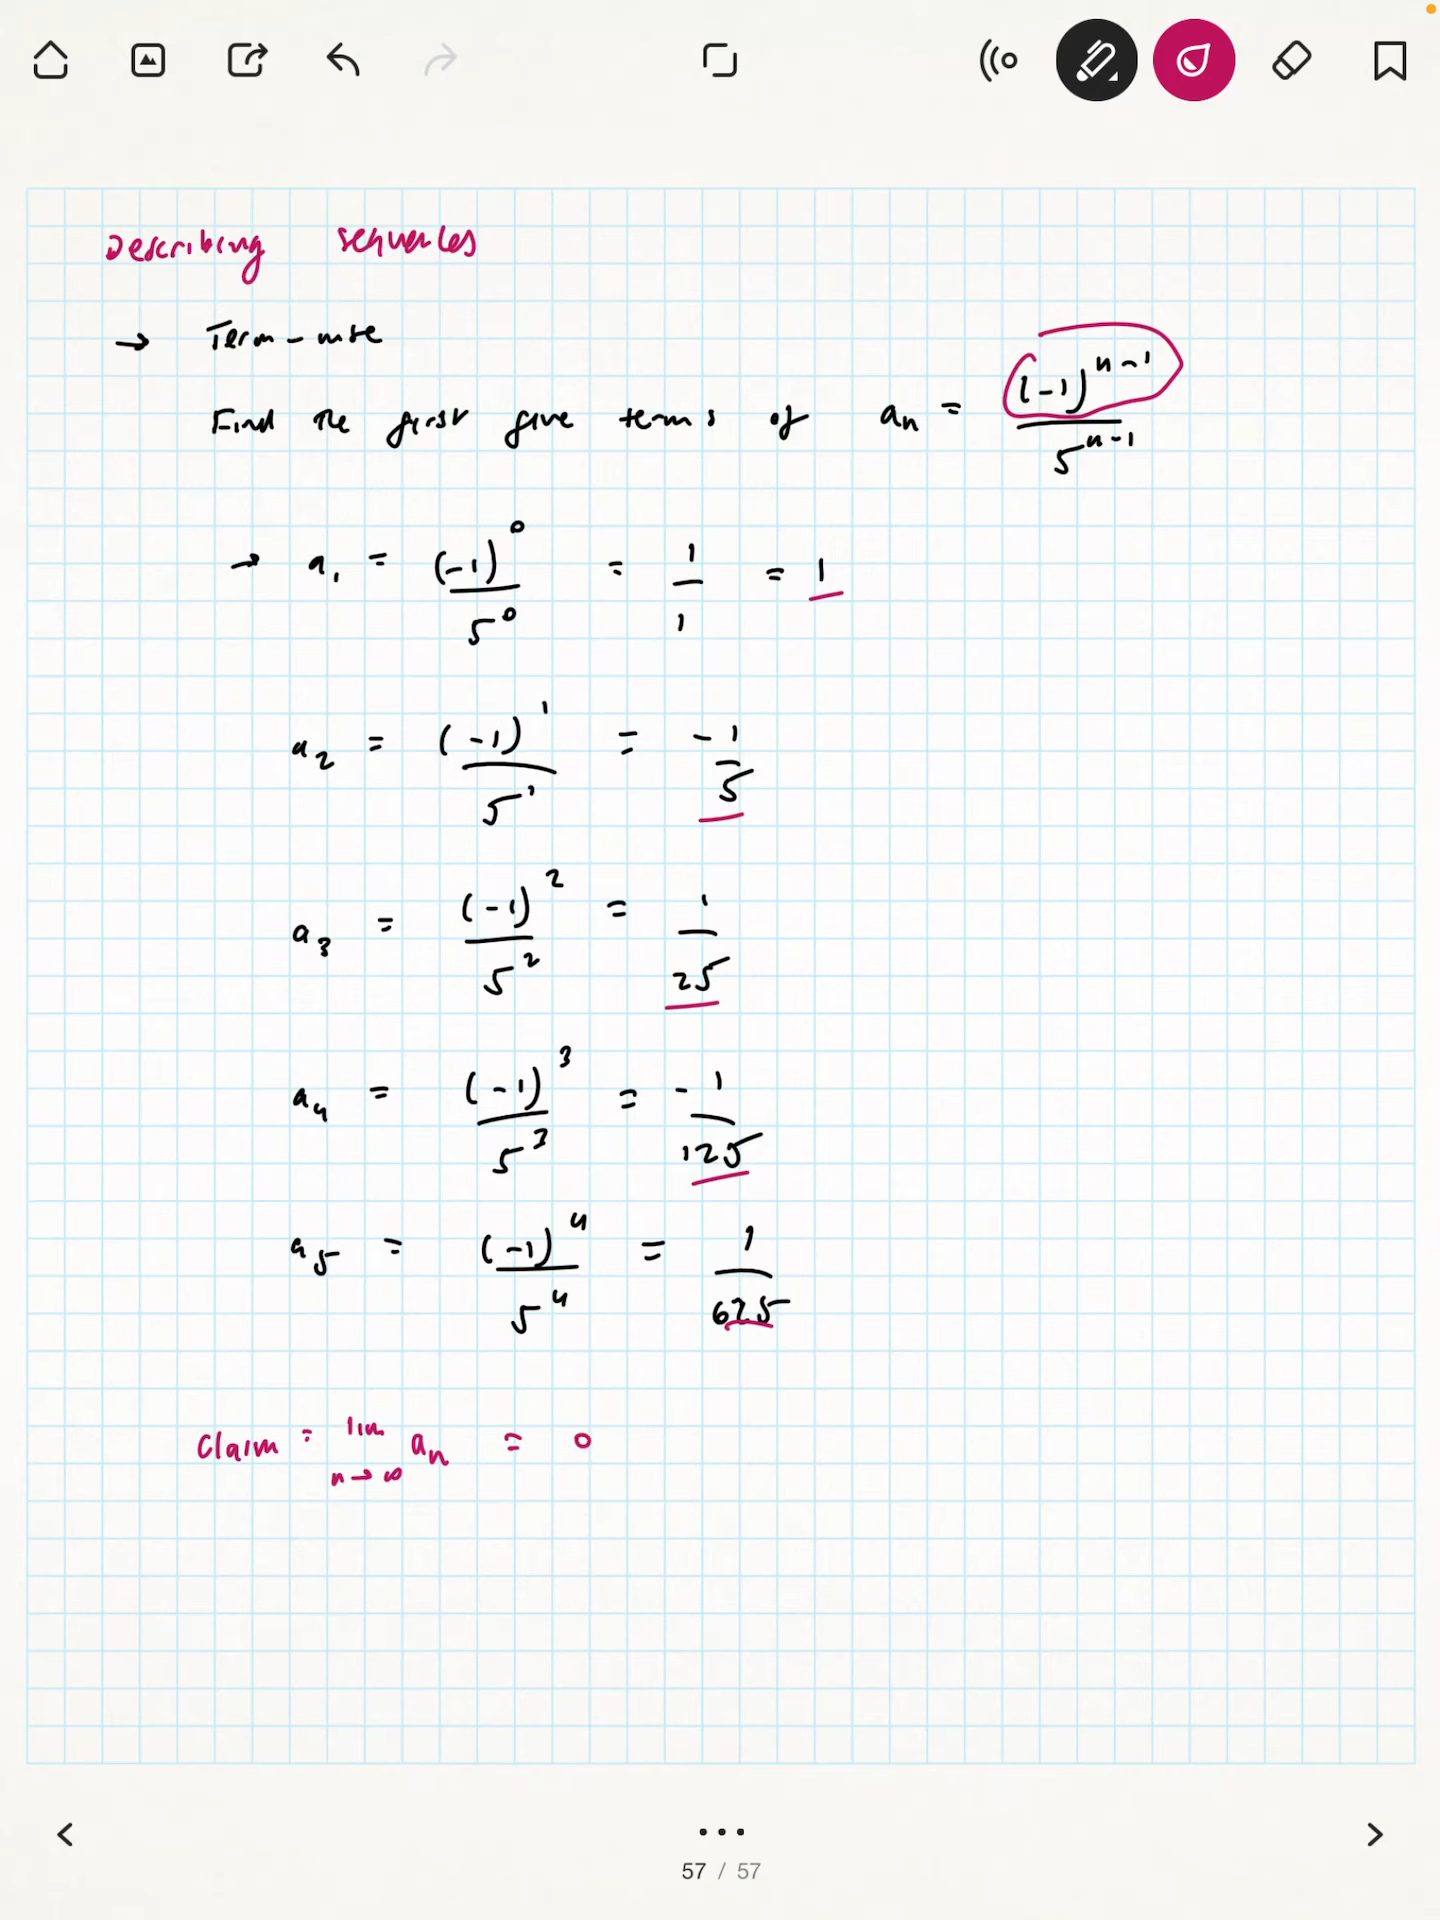 Describing sequences
→ Term-wise
Find the first five terms of aₙ = (-1)ⁿ⁻¹ / 5ⁿ⁻¹
→ a₁ = (-1)⁰ / 5⁰ = 1/1 = 1
a₂ = (-1)¹ / 5¹ = -1/5
a₃ = (-1)² / 5² = 1/25
a₄ = (-1)³ / 5³ = -1/125
a₅ = (-1)⁴ / 5⁴ = 1/625
Claim : lim n→∞ aₙ = 0
57 / 57